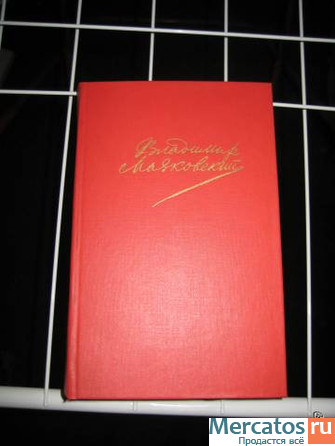 Владимир
Маяковский
Mercatos.ru
Продастся всё